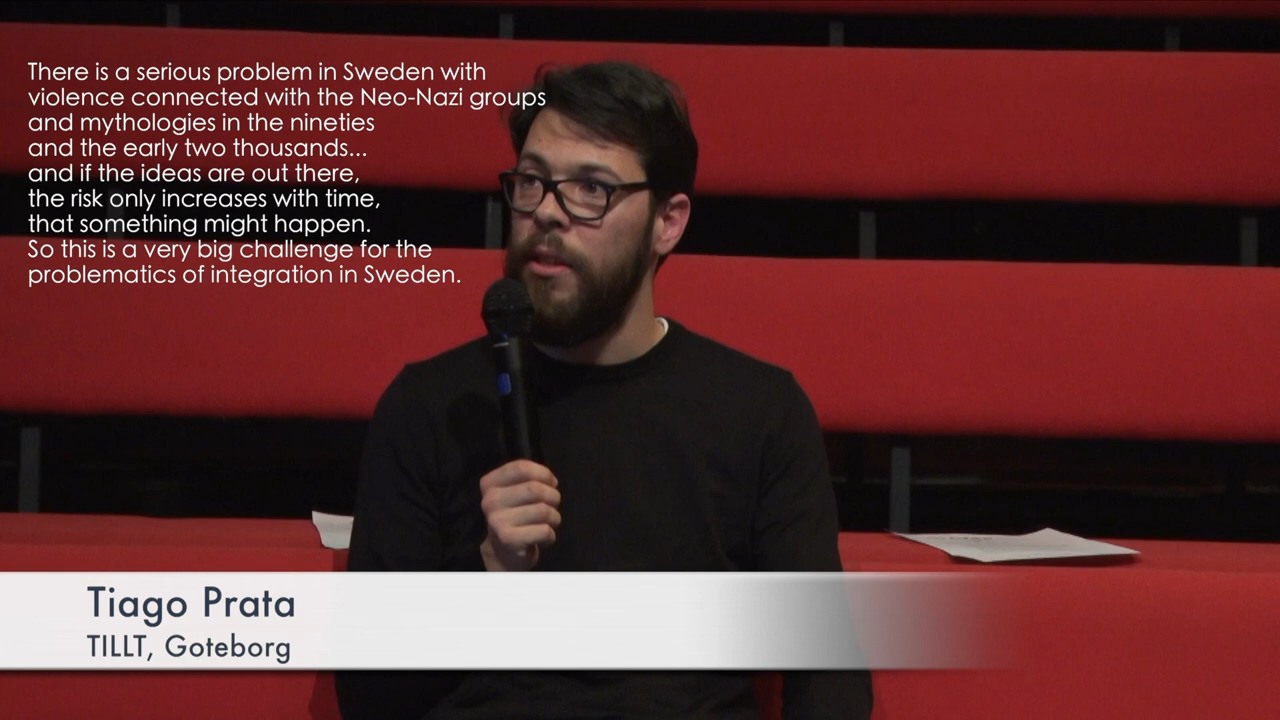 There is a serious problem in Sweden with
violence connected with the Neo-Nazi groups
and mythologies in the nineties
and the early two thousands...
and if the ideas are out there,
the risk only increases with time,
that something might happen.
So this is a very big challenge for the
problematics of integration in Sweden.
Tiago Prata
TILLT, Goteborg